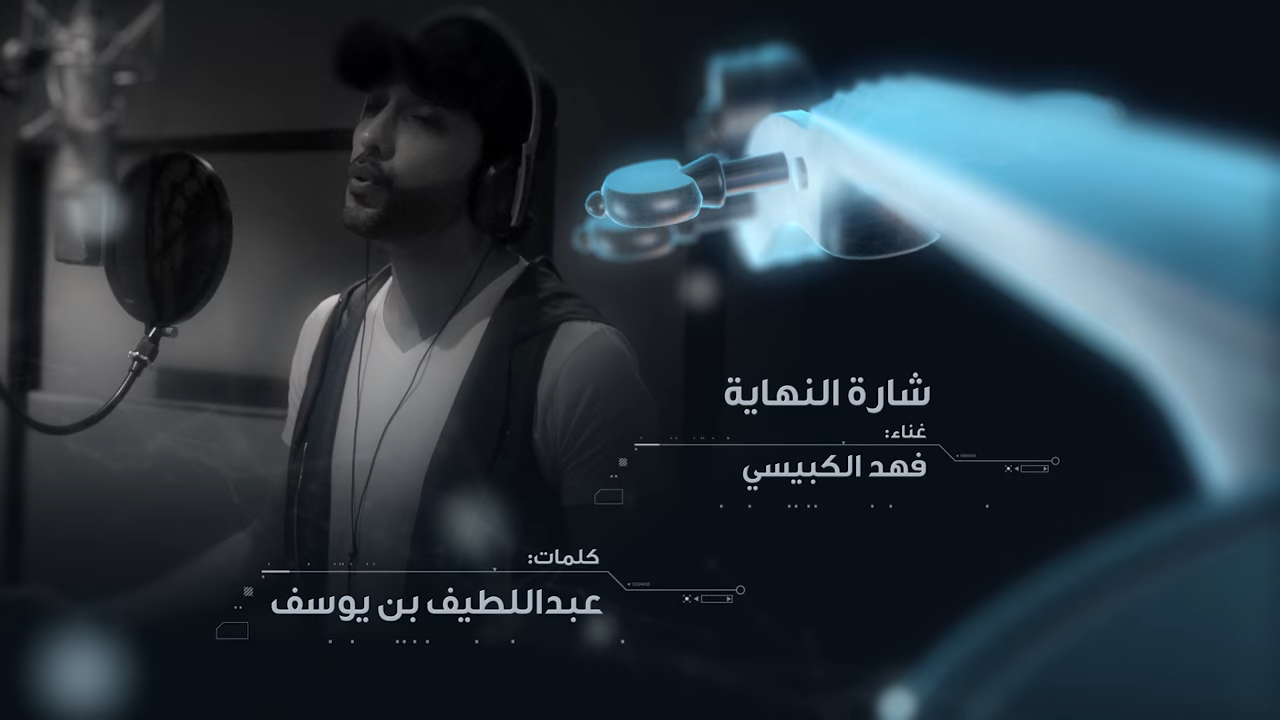 شارة النهاية
غناء:
فهد الكبيسي
كلمات:
عبداللطيف بن يوسف